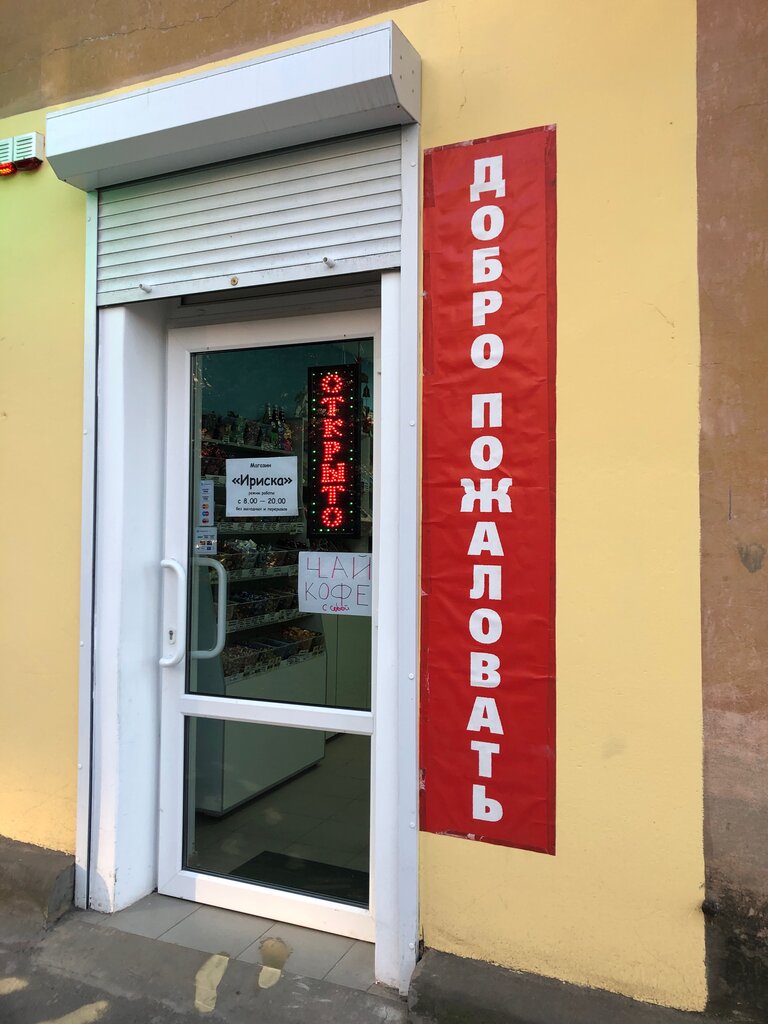 ДОБРО ПОЖАЛОВАТЬ
ОТКРЫТО
Магазин
«Ириска»
режим работы
с 8.00 — 20.00
без выходных и перерывов
ЧАЙ
КОФЕ
с собой